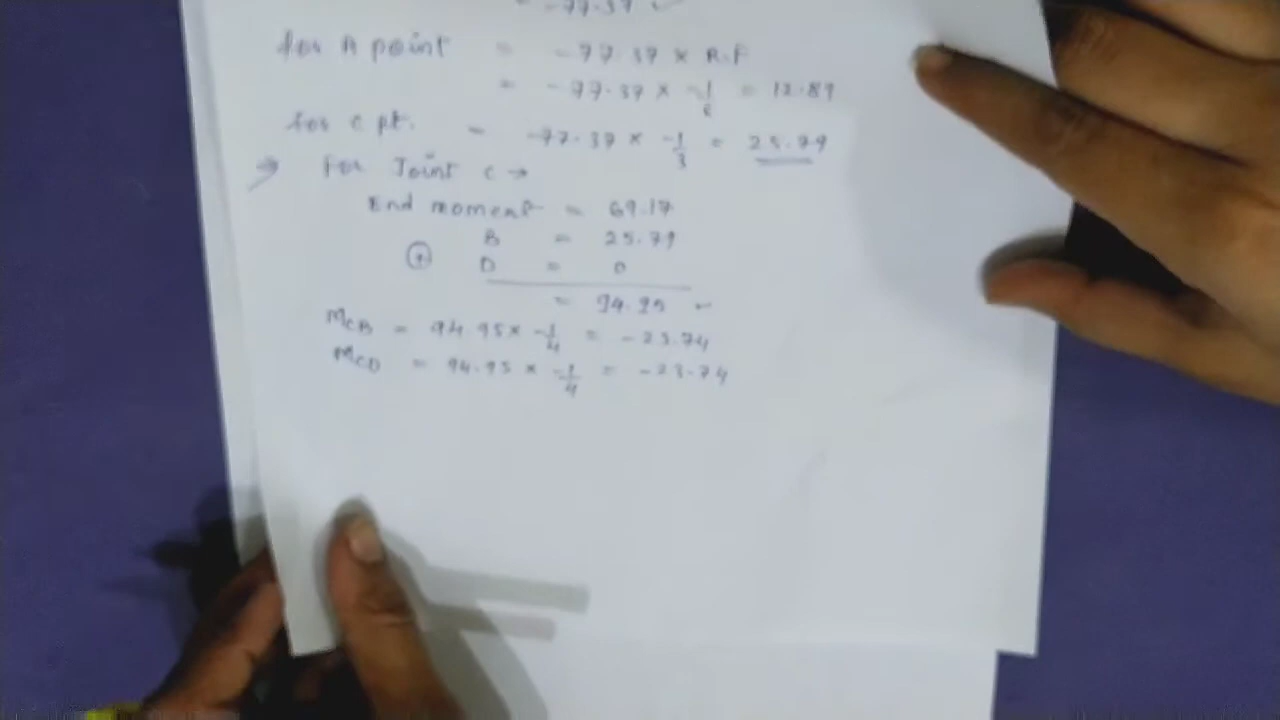 = -77.37 ✓
for A point = -77.37 × R.F
= -77.37 × -1/6 = 12.89
for C pt. = -77.37 × -1/3 = 25.79
⇒ For Joint C →
End moment = 69.17
B = 25.79
⊕ D = 0
= 94.95 ✓
MCB = 94.95 × -1/4 = -23.74
MCD = 94.95 × -1/4 = -23.74